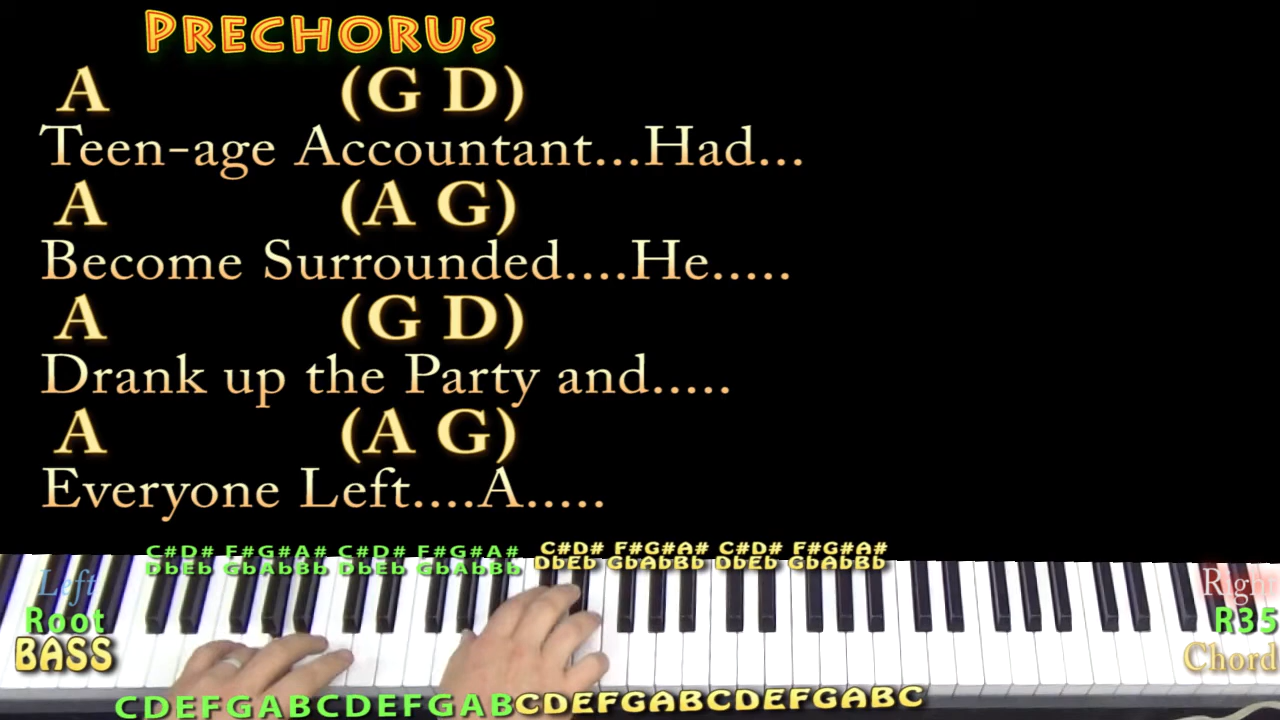 PRECHORUS
A (G D)
Teen-age Accountant...Had...
A (A G)
Become Surrounded....He.....
A (G D)
Drank up the Party and.....
A (A G)
Everyone Left....A.....
C#D# F#G#A# C#D# F#G#A# C#D# F#G#A# C#D# F#G#A#
DbEb GbAbBb DbEb GbAbBb DbEb GbAbBb DbEb GbAbBb
Left
Root
BASS
Right
R35
Chord
CDEFGABCDEFGABCDEFGABCDEFGABC